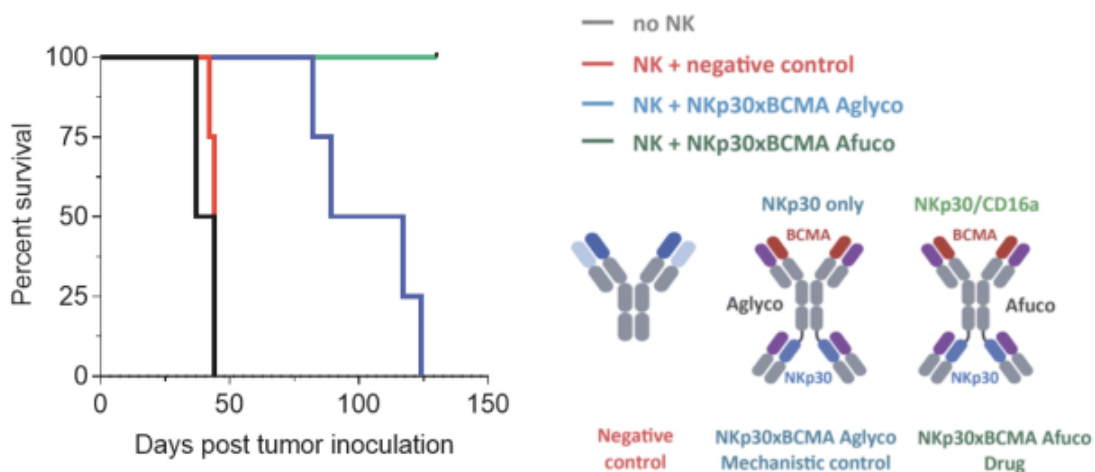 100
75
50
25
0
Percent survival
0
50
100
150
Days post tumor inoculation
no NK
NK + negative control
NK + NKp30xBCMA Aglyco
NK + NKp30xBCMA Afuco
NKp30 only
NKp30/CD16a
BCMA
BCMA
Aglyco
Afuco
NKp30
NKp30
Negative
control
NKp30xBCMA Aglyco
Mechanistic control
NKp30xBCMA Afuco
Drug